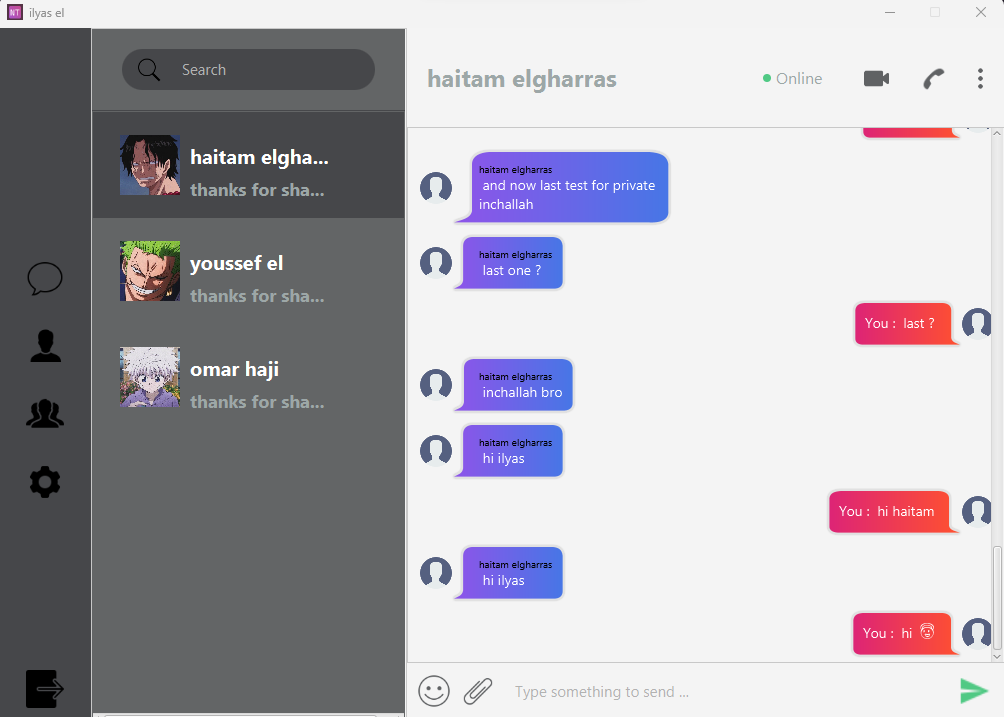 NT
ilyas el
Search
haitam elgha...
thanks for sha...
youssef el
thanks for sha...
omar haji
thanks for sha...
haitam elgharras
Online
haitam elgharras
and now last test for private
inchallah
haitam elgharras
last one ?
You : last ?
haitam elgharras
inchallah bro
haitam elgharras
hi ilyas
You : hi haitam
haitam elgharras
hi ilyas
You : hi
Type something to send ...